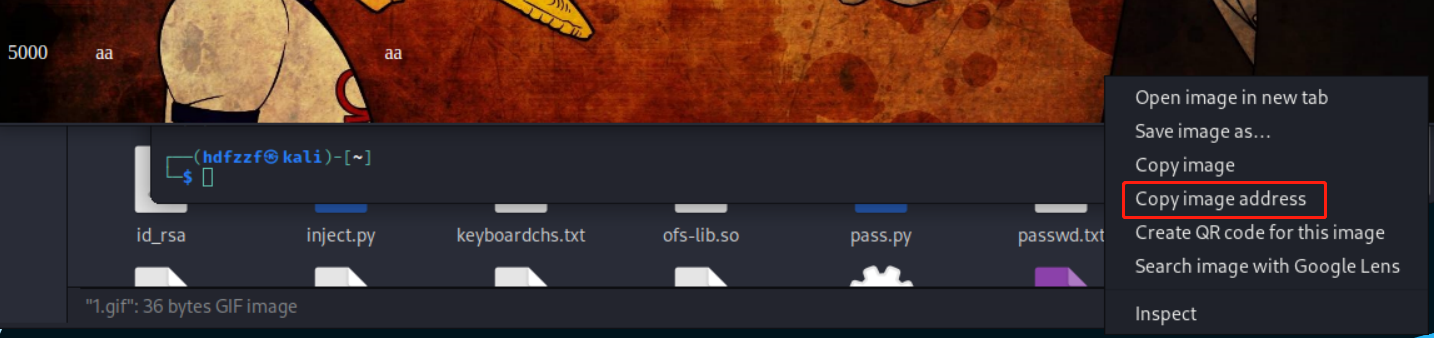 5000 aa aa
Open image in new tab
Save image as...
Copy image
Copy image address
Create QR code for this image
Search image with Google Lens
Inspect
┌──(hdfzzf㉿kali)-[~]
└─$
id_rsa inject.py keyboardchs.txt ofs-lib.so pass.py passwd.txt
"1.gif": 36 bytes GIF image